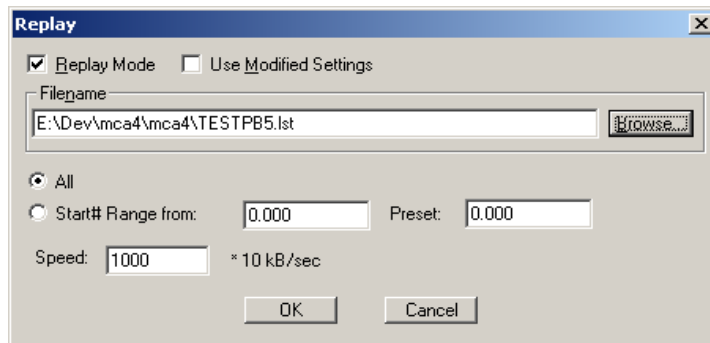 Replay
Replay Mode Use Modified Settings
Filename
E:\Dev\mca4\mca4\TESTPB5.lst Browse...
All
Start# Range from: 0.000 Preset: 0.000
Speed: 1000 * 10 kB/sec
OK Cancel